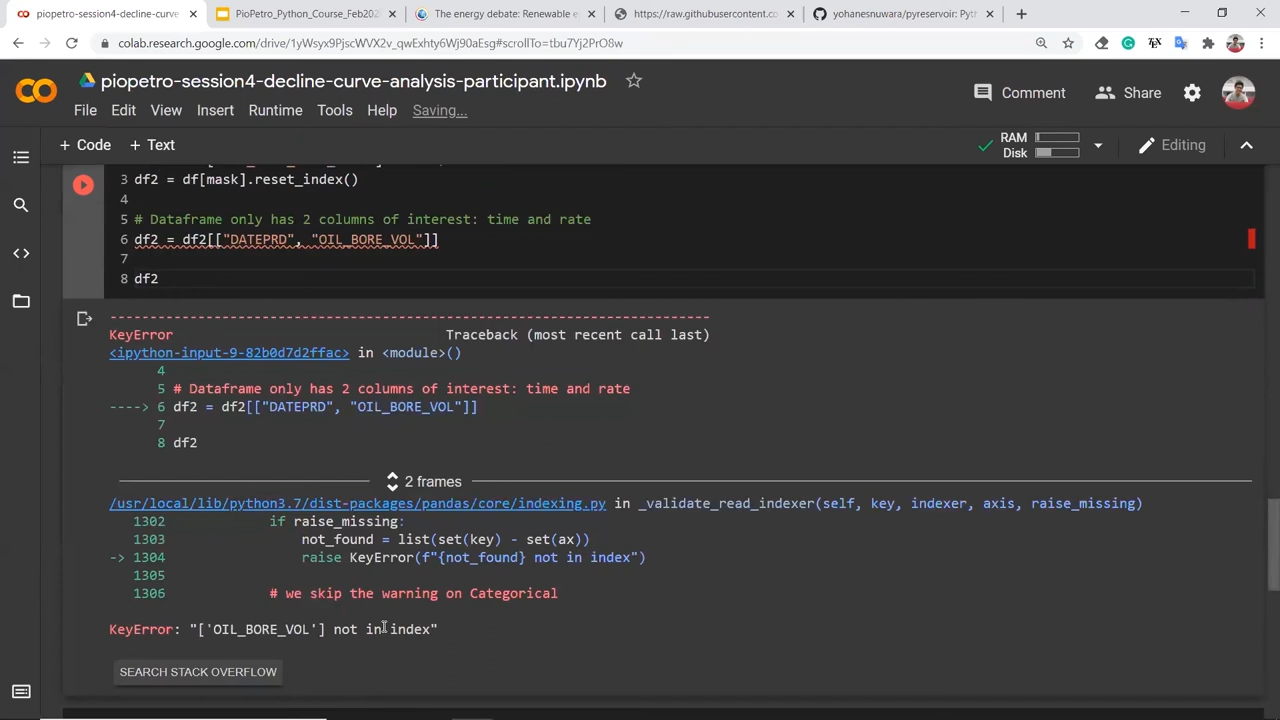 piopetro-session4-decline-curve
PioPetro_Python_Course_Feb202
The energy debate: Renewable e
https://raw.githubusercontent.co
yohanesnuwara/pyreservoir: Pyt
colab.research.google.com/drive/1yWsyx9PjscWVX2v_qwExhty6Wj90aEsg#scrollTo=tbu7Yj2PrO8w
piopetro-session4-decline-curve-analysis-participant.ipynb
File Edit View Insert Runtime Tools Help Saving...
Comment Share
+ Code + Text
RAM
Disk
Editing
3 df2 = df[mask].reset_index()
4
5 # Dataframe only has 2 columns of interest: time and rate
6 df2 = df2[["DATEPRD", "OIL_BORE_VOL"]]
7
8 df2
---------------------------------------------------------------------------
KeyError Traceback (most recent call last)
<ipython-input-9-82b0d7d2ffac> in <module>()
4
5 # Dataframe only has 2 columns of interest: time and rate
----> 6 df2 = df2[["DATEPRD", "OIL_BORE_VOL"]]
7
8 df2
2 frames
/usr/local/lib/python3.7/dist-packages/pandas/core/indexing.py in _validate_read_indexer(self, key, indexer, axis, raise_missing)
1302 if raise_missing:
1303 not_found = list(set(key) - set(ax))
-> 1304 raise KeyError(f"{not_found} not in index")
1305
1306 # we skip the warning on Categorical
KeyError: "['OIL_BORE_VOL'] not in index"
SEARCH STACK OVERFLOW